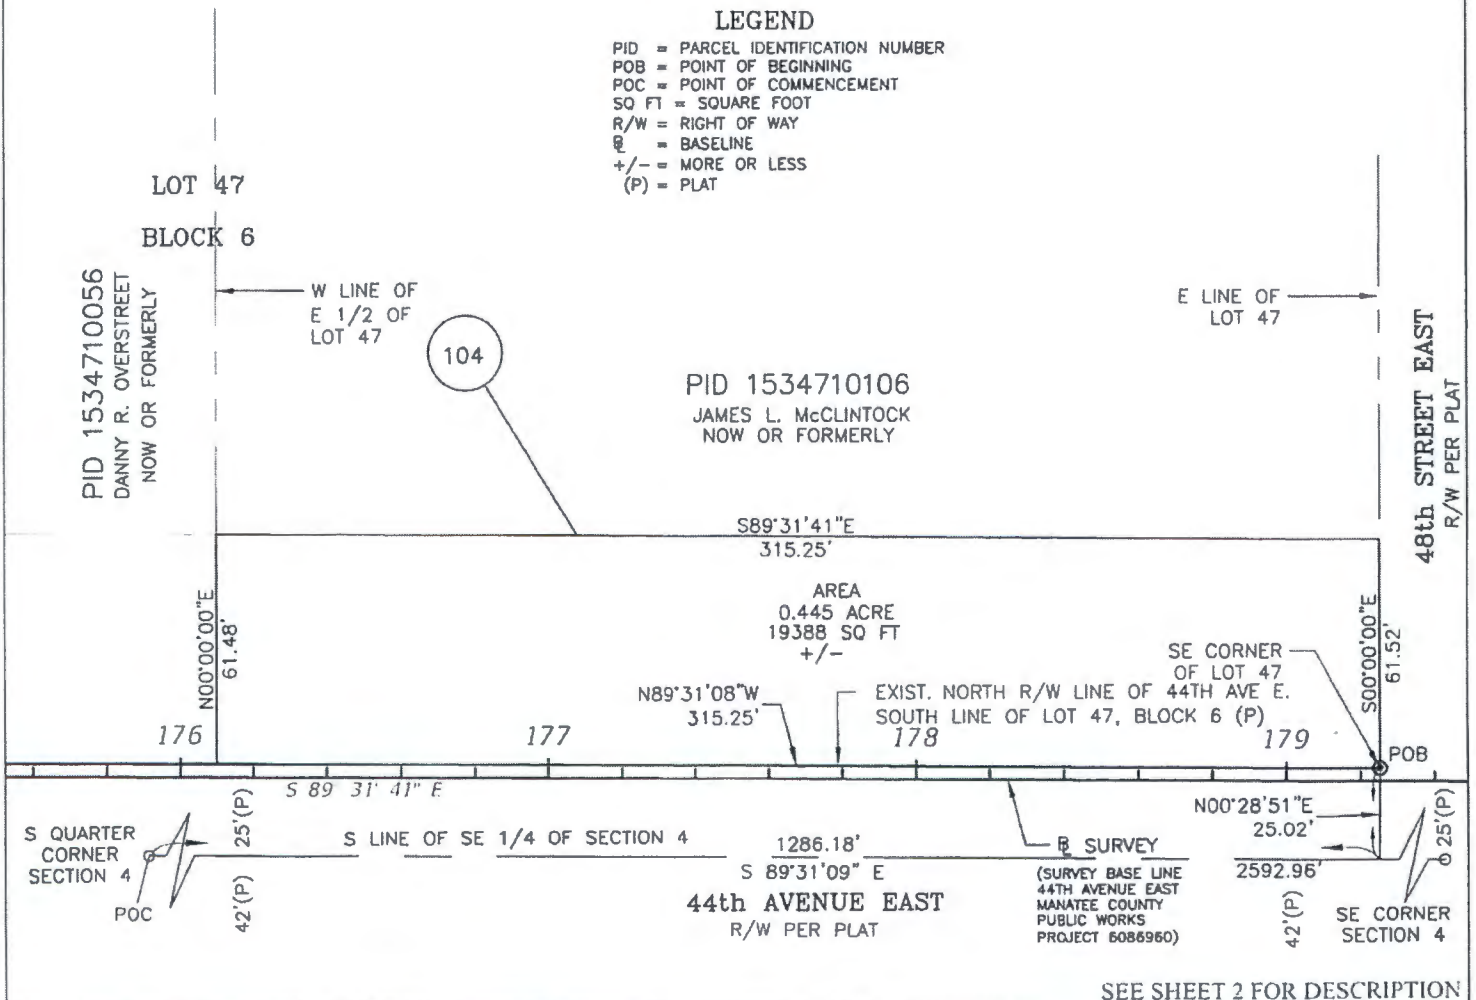 LEGEND
PID = PARCEL IDENTIFICATION NUMBER
POB = POINT OF BEGINNING
POC = POINT OF COMMENCEMENT
SQ FT = SQUARE FOOT
R/W = RIGHT OF WAY
℄ = BASELINE
+/- = MORE OR LESS
(P) = PLAT
LOT 47
BLOCK 6
PID 1534710056
DANNY R. OVERSTREET
NOW OR FORMERLY
W LINE OF
E 1/2 OF
LOT 47
104
E LINE OF
LOT 47
PID 1534710106
JAMES L. McCLINTOCK
NOW OR FORMERLY
48th STREET EAST
R/W PER PLAT
S89°31'41"E
315.25'
N00°00'00"E
61.48'
AREA
0.445 ACRE
19388 SQ FT
+/-
S00°00'00"E
61.52'
SE CORNER
OF LOT 47
N89°31'08"W
315.25'
EXIST. NORTH R/W LINE OF 44TH AVE E.
SOUTH LINE OF LOT 47, BLOCK 6 (P)
176
177
178
179
POB
S 89° 31' 41" E
N00°28'51"E
25.02'
25'(P)
25'(P)
S QUARTER
CORNER
SECTION 4
POC
S LINE OF SE 1/4 OF SECTION 4
1286.18'
S 89°31'09" E
℄ SURVEY
(SURVEY BASE LINE
44TH AVENUE EAST
MANATEE COUNTY
PUBLIC WORKS
PROJECT 6086960)
2592.96'
42'(P)
42'(P)
44th AVENUE EAST
R/W PER PLAT
SE CORNER
SECTION 4
SEE SHEET 2 FOR DESCRIPTION